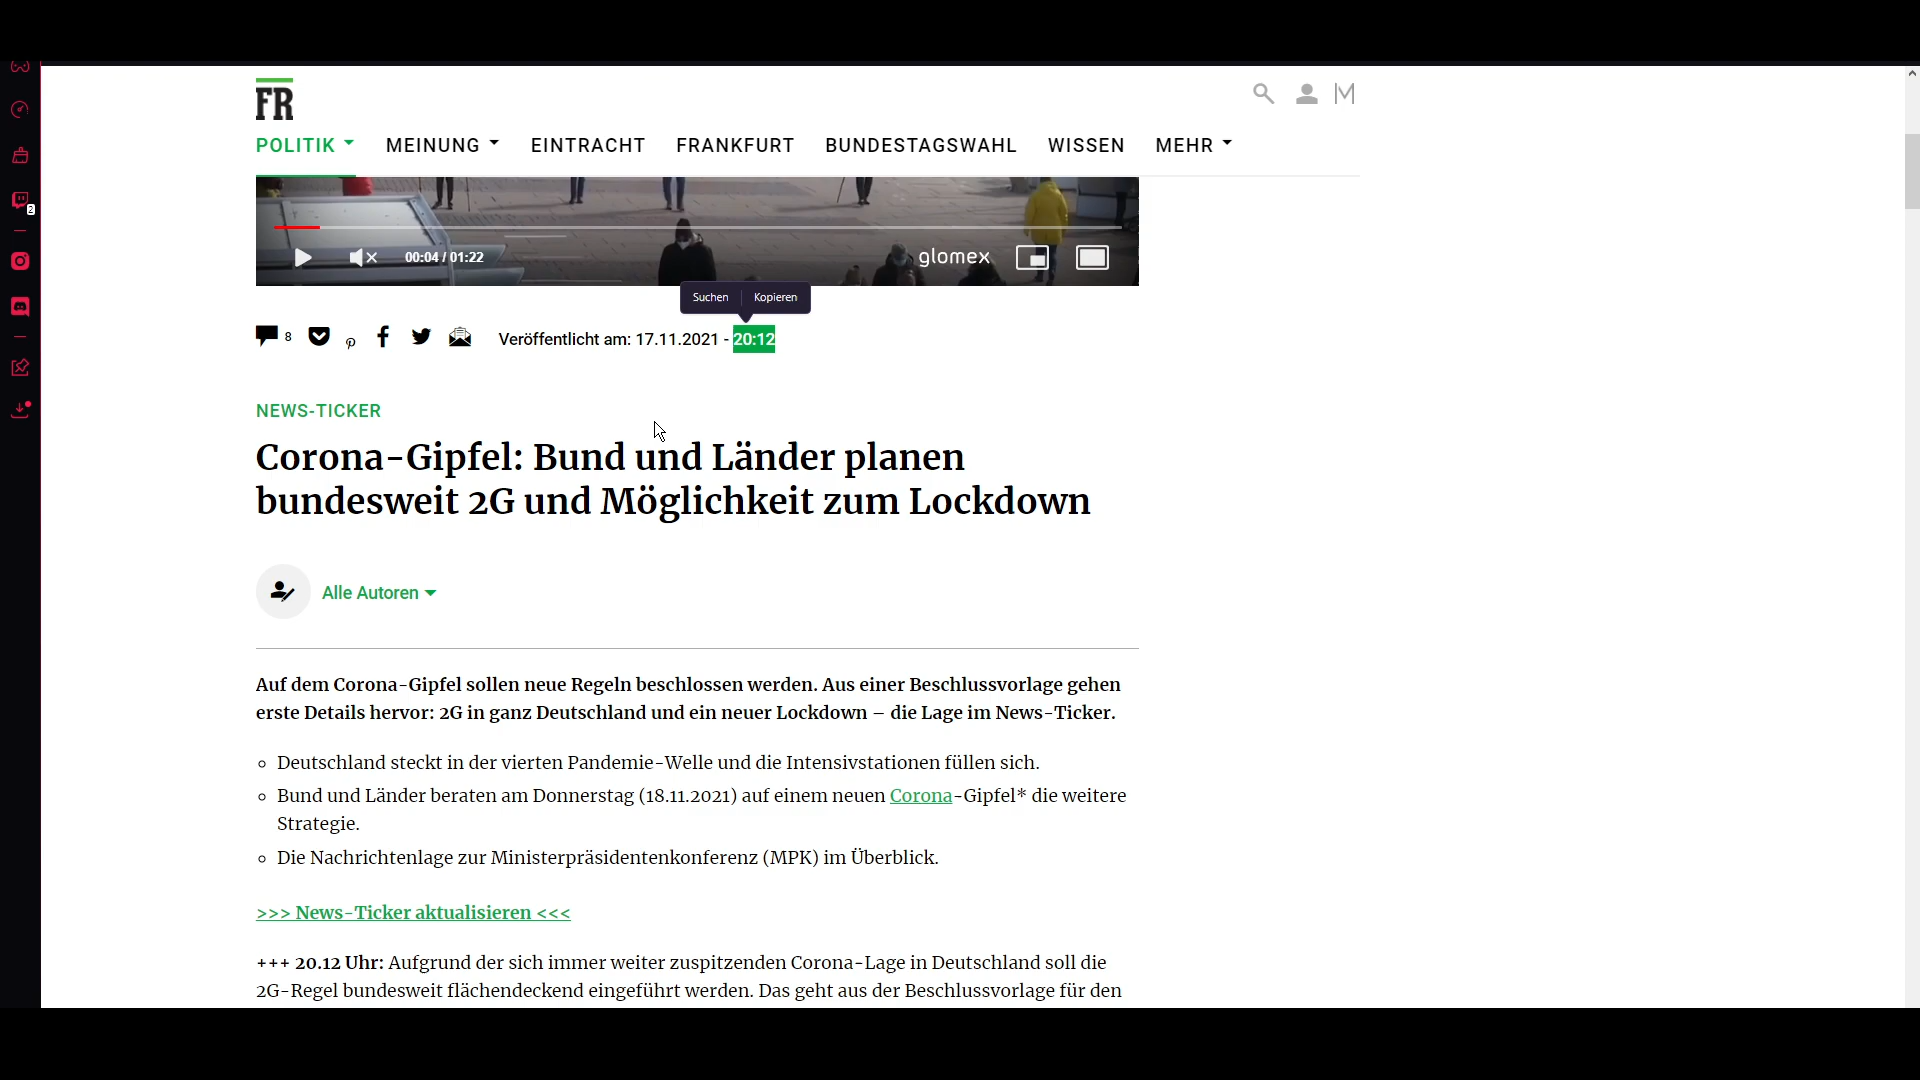 FR
POLITIK MEINUNG EINTRACHT FRANKFURT BUNDESTAGSWAHL WISSEN MEHR
00:04 / 01:22 glomex
Suchen Kopieren
2
8 Veröffentlicht am: 17.11.2021 - 20:12
NEWS-TICKER
Corona-Gipfel: Bund und Länder planen
bundesweit 2G und Möglichkeit zum Lockdown
Alle Autoren
Auf dem Corona-Gipfel sollen neue Regeln beschlossen werden. Aus einer Beschlussvorlage gehen
erste Details hervor: 2G in ganz Deutschland und ein neuer Lockdown – die Lage im News-Ticker.
Deutschland steckt in der vierten Pandemie-Welle und die Intensivstationen füllen sich.
Bund und Länder beraten am Donnerstag (18.11.2021) auf einem neuen Corona-Gipfel* die weitere
Strategie.
Die Nachrichtenlage zur Ministerpräsidentenkonferenz (MPK) im Überblick.
>>> News-Ticker aktualisieren <<<
+++ 20.12 Uhr: Aufgrund der sich immer weiter zuspitzenden Corona-Lage in Deutschland soll die
2G-Regel bundesweit flächendeckend eingeführt werden. Das geht aus der Beschlussvorlage für den